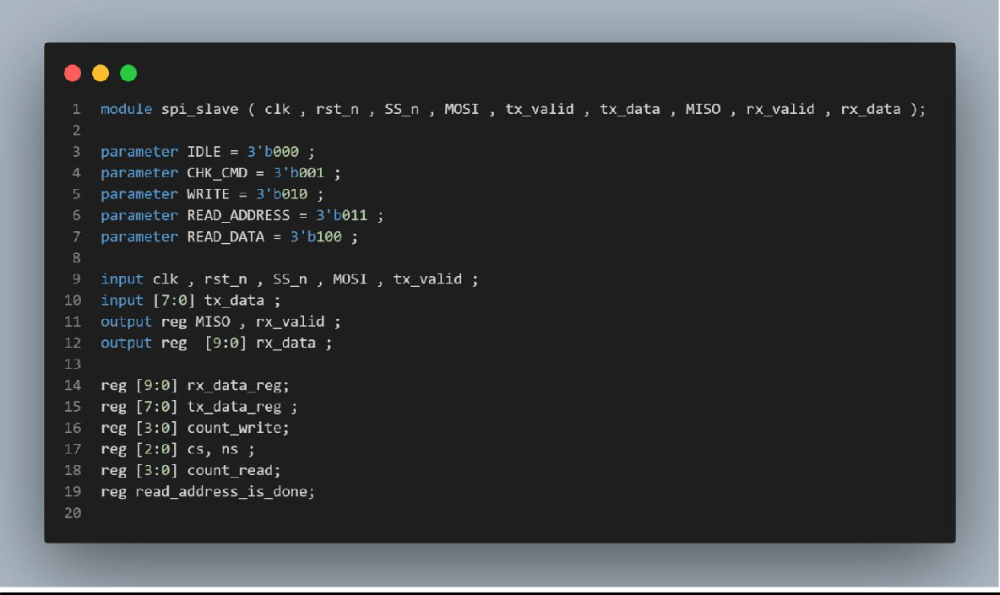 1 module spi_slave ( clk , rst_n , SS_n , MOSI , tx_valid , tx_data , MISO , rx_valid , rx_data );
2
3 parameter IDLE = 3'b000 ;
4 parameter CHK_CMD = 3'b001 ;
5 parameter WRITE = 3'b010 ;
6 parameter READ_ADDRESS = 3'b011 ;
7 parameter READ_DATA = 3'b100 ;
8
9 input clk , rst_n , SS_n , MOSI , tx_valid ;
10 input [7:0] tx_data ;
11 output reg MISO , rx_valid ;
12 output reg  [9:0] rx_data ;
13
14 reg [9:0] rx_data_reg;
15 reg [7:0] tx_data_reg ;
16 reg [3:0] count_write;
17 reg [2:0] cs, ns ;
18 reg [3:0] count_read;
19 reg read_address_is_done;
20